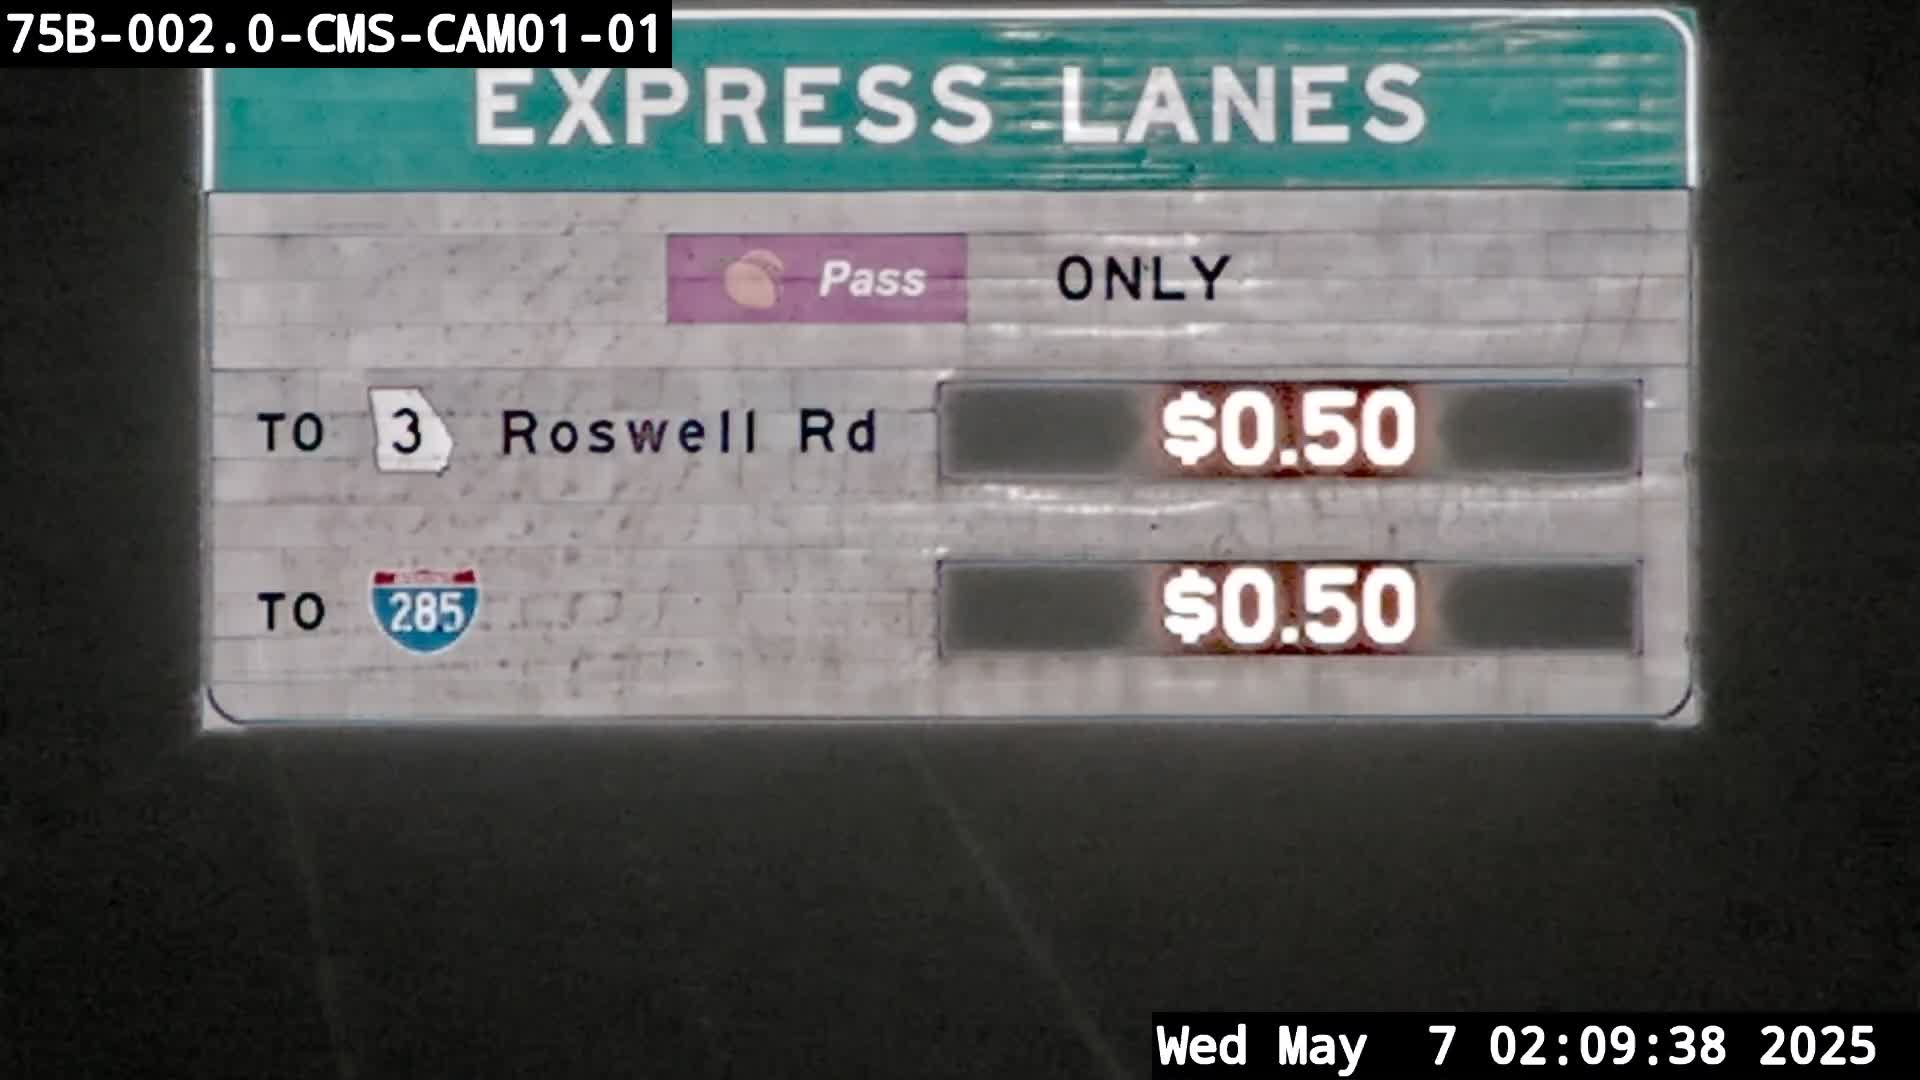 75B-002.0-CMS-CAM01-01
EXPRESS LANES
Pass ONLY
TO 3 Roswell Rd $0.50
TO 285 $0.50
Wed May 7 02:09:38 2025